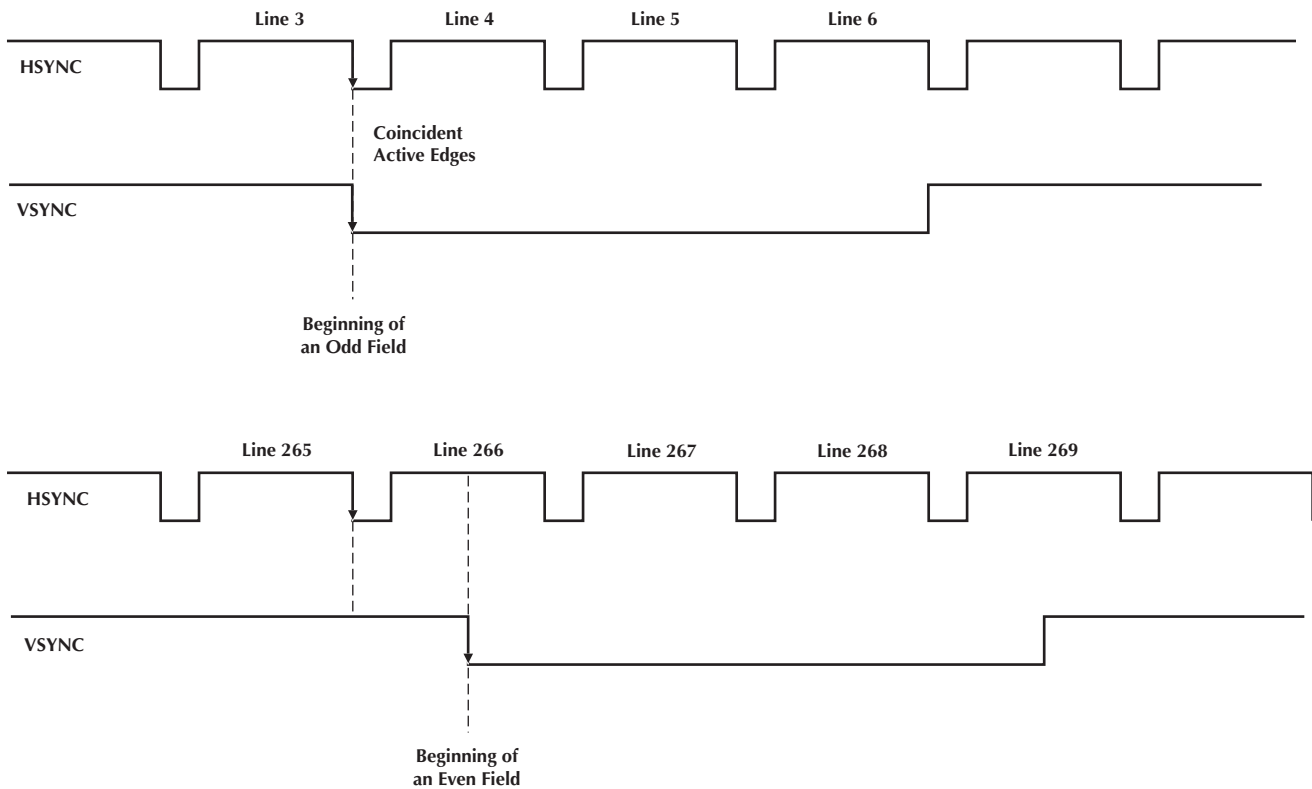 Line 3
Line 4
Line 5
Line 6
HSYNC
Coincident
Active Edges
VSYNC
Beginning of
an Odd Field
Line 265
Line 266
Line 267
Line 268
Line 269
HSYNC
VSYNC
Beginning of
an Even Field